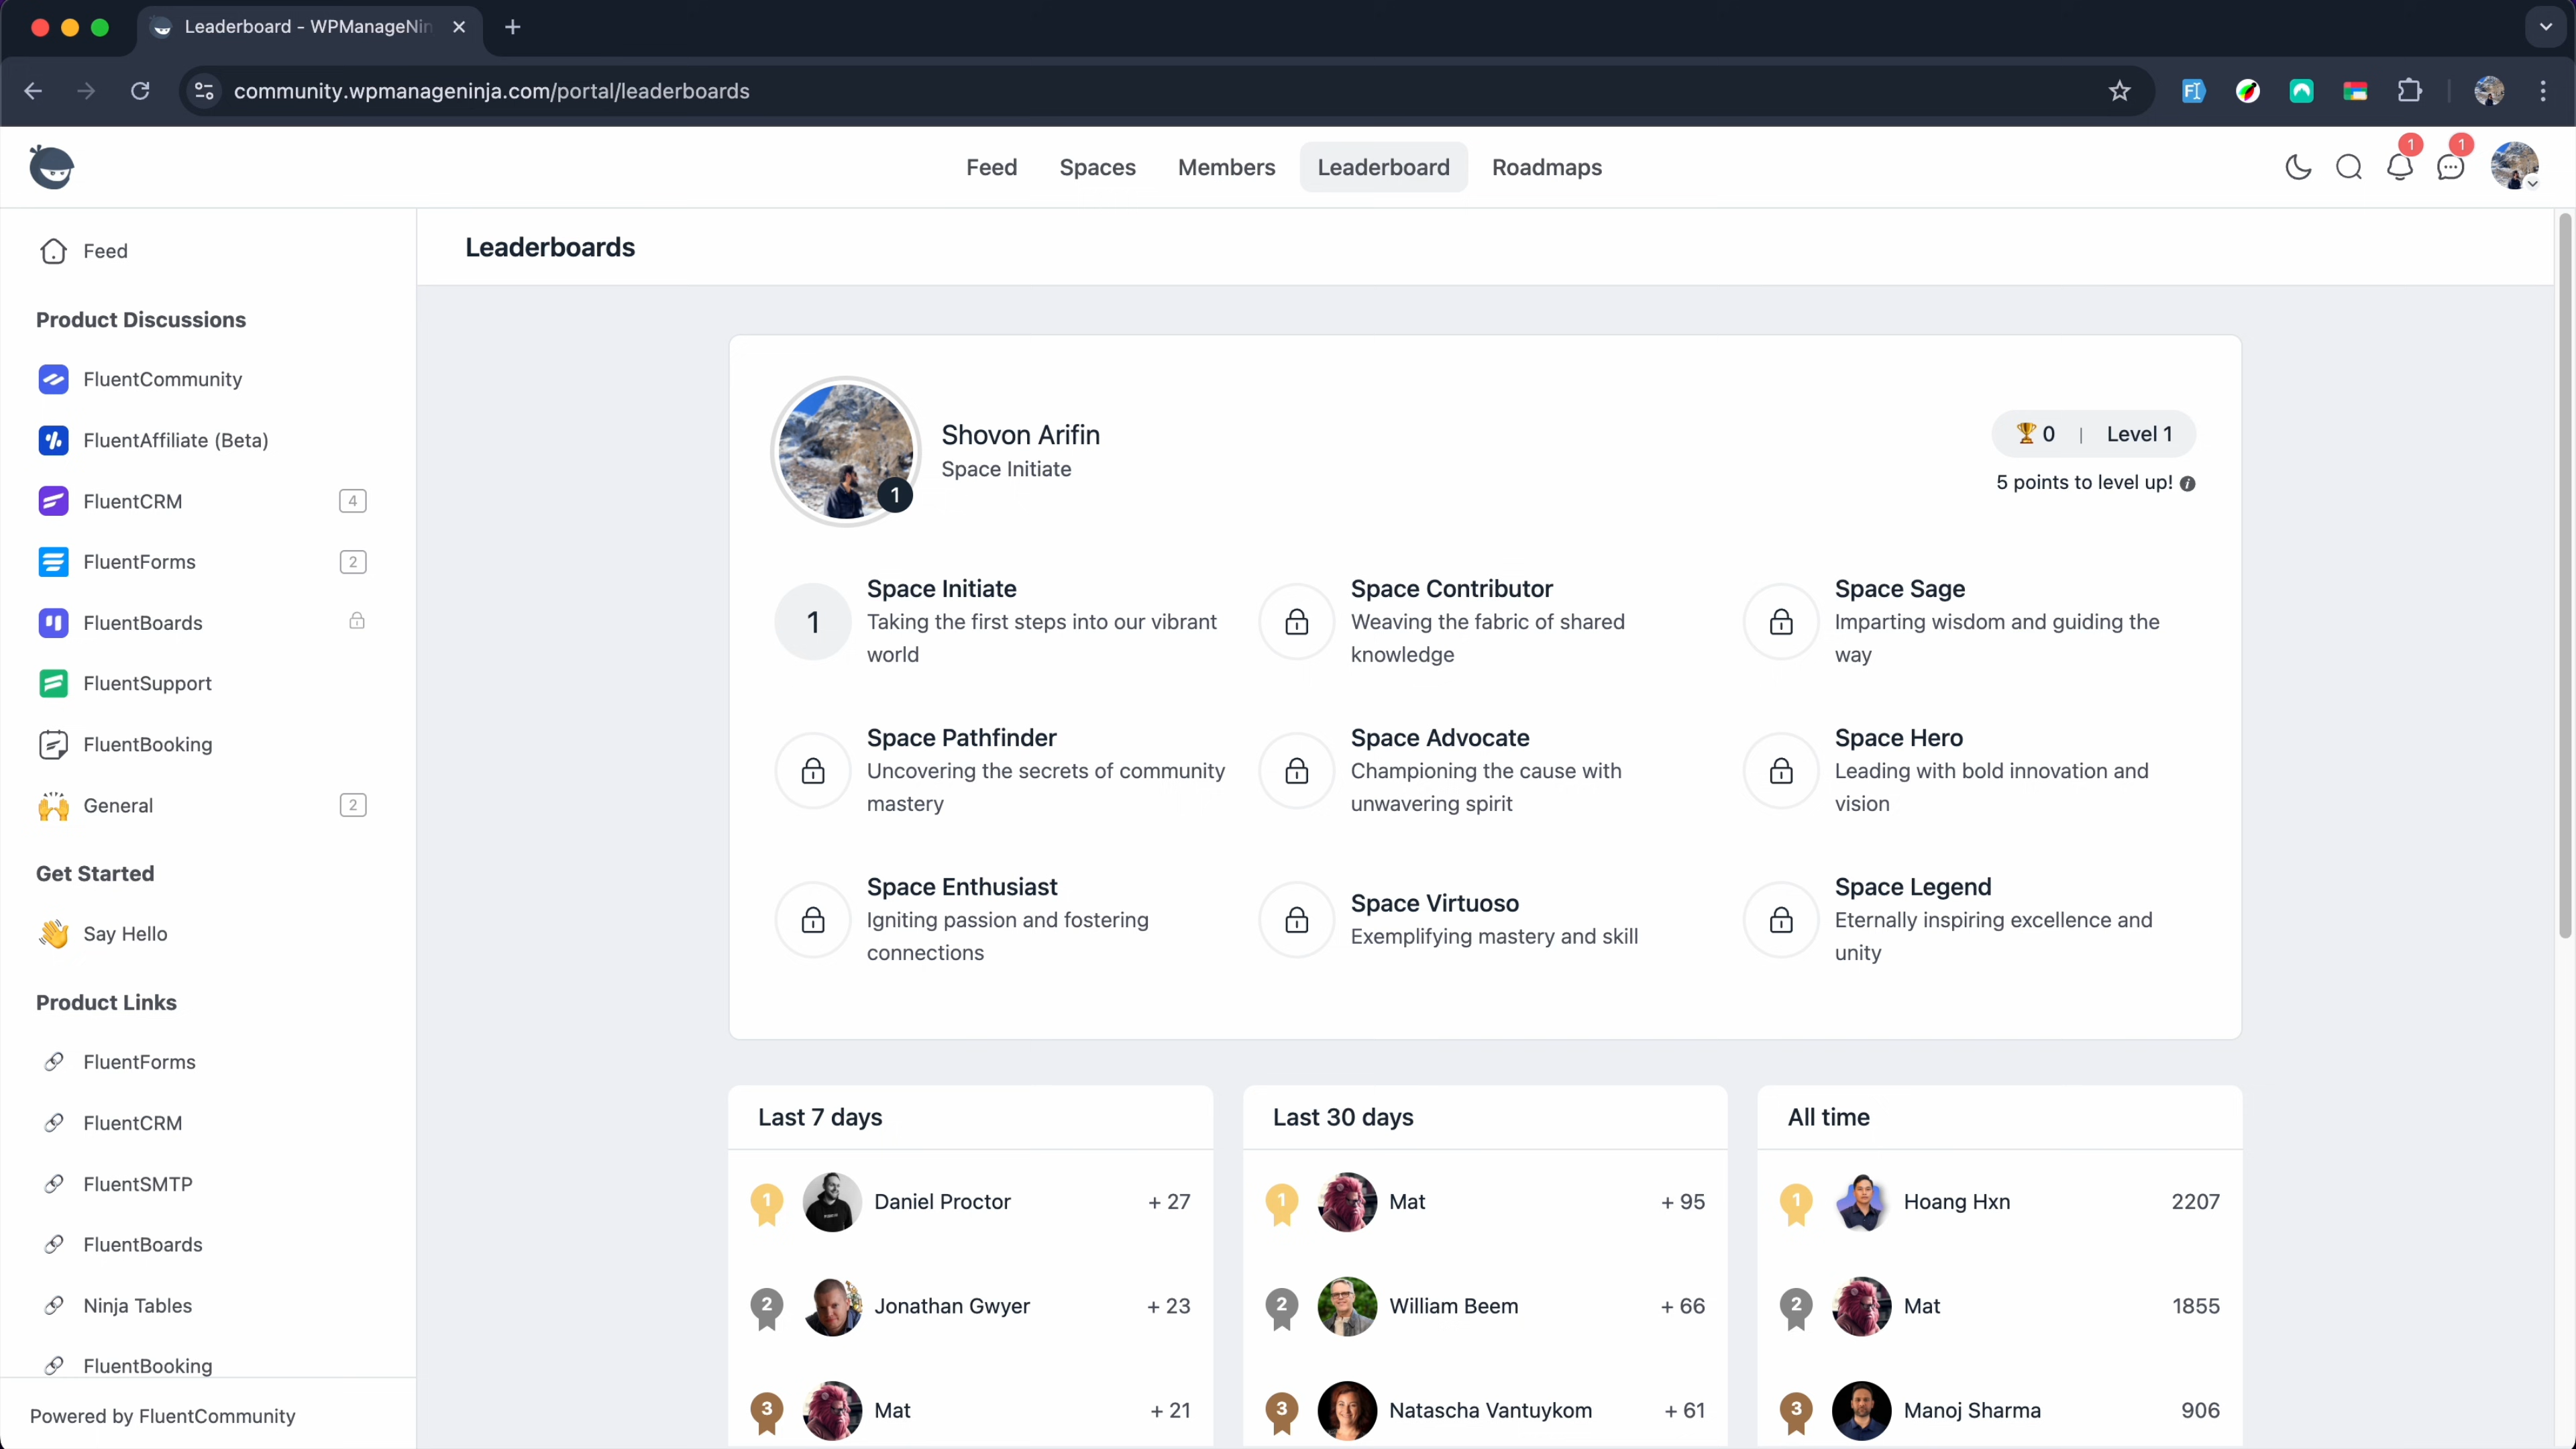 Leaderboard - WPManageNin
community.wpmanageninja.com/portal/leaderboards
Feed
Spaces
Members
Leaderboard
Roadmaps
1
1
Feed
Product Discussions
FluentCommunity
FluentAffiliate (Beta)
FluentCRM
4
FluentForms
2
FluentBoards
FluentSupport
FluentBooking
General
2
Get Started
Say Hello
Product Links
FluentForms
FluentCRM
FluentSMTP
FluentBoards
Ninja Tables
FluentBooking
Powered by FluentCommunity
Leaderboards
1
Shovon Arifin
Space Initiate
0 | Level 1
5 points to level up!
1
Space Initiate
Taking the first steps into our vibrant
world
Space Contributor
Weaving the fabric of shared
knowledge
Space Sage
Imparting wisdom and guiding the
way
Space Pathfinder
Uncovering the secrets of community
mastery
Space Advocate
Championing the cause with
unwavering spirit
Space Hero
Leading with bold innovation and
vision
Space Enthusiast
Igniting passion and fostering
connections
Space Virtuoso
Exemplifying mastery and skill
Space Legend
Eternally inspiring excellence and
unity
Last 7 days
1 Daniel Proctor + 27
2 Jonathan Gwyer + 23
3 Mat + 21
Last 30 days
1 Mat + 95
2 William Beem + 66
3 Natascha Vantuykom + 61
All time
1 Hoang Hxn 2207
2 Mat 1855
3 Manoj Sharma 906